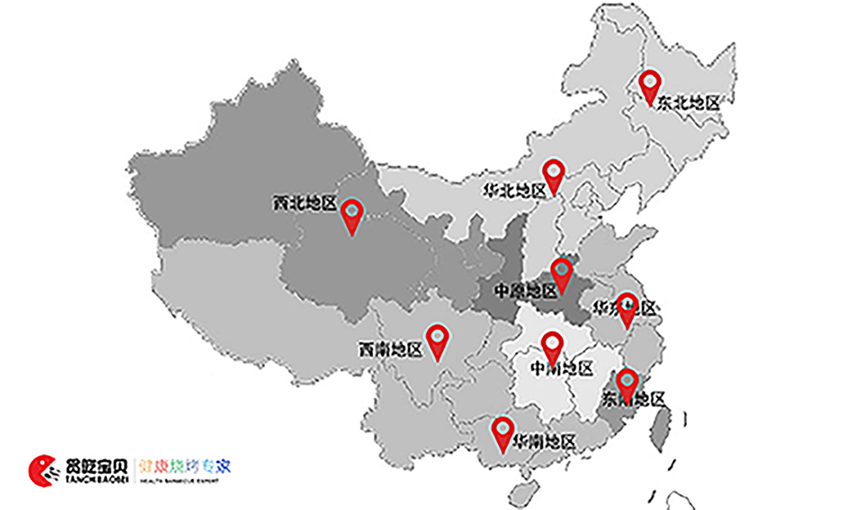 东北地区
华北地区
西北地区
中原地区
华东地区
西南地区
中南地区
东南地区
华南地区
贪吃宝贝
TANCHIBAOBEI
健康烧烤专家
HEALTH BARBECUE EXPERT